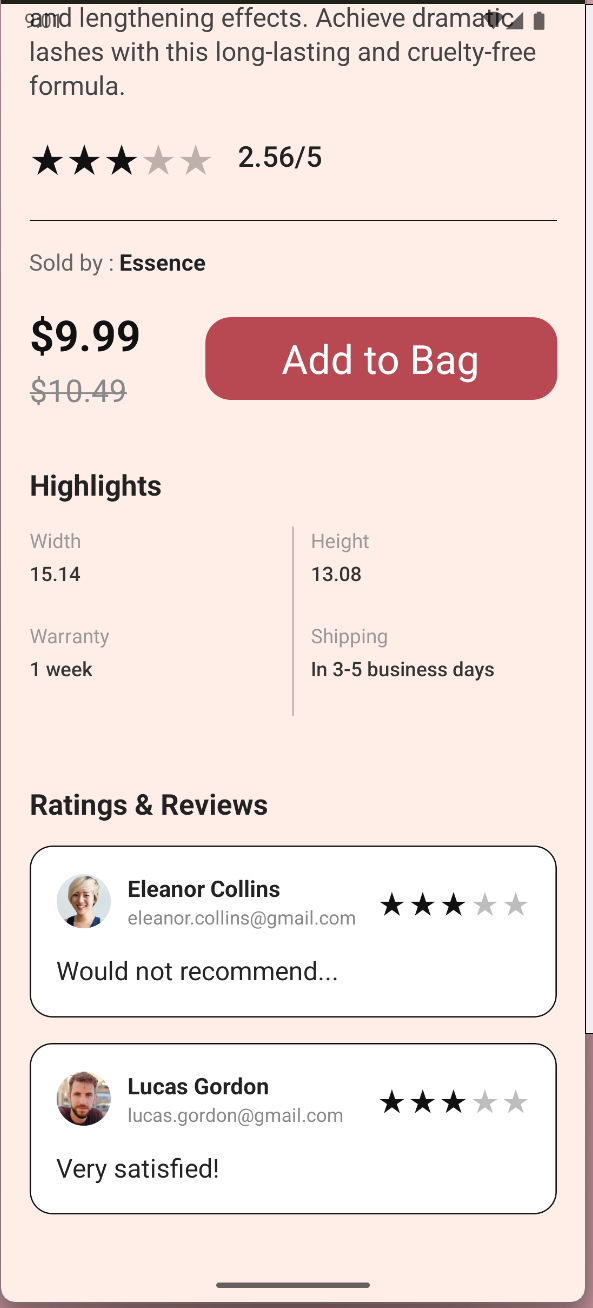 9:01
and lengthening effects. Achieve dramatic
lashes with this long-lasting and cruelty-free
formula.
2.56/5
Sold by : Essence
$9.99
$10.49
Add to Bag
Highlights
Width
15.14
Height
13.08
Warranty
1 week
Shipping
In 3-5 business days
Ratings & Reviews
Eleanor Collins
eleanor.collins@gmail.com
Would not recommend...
Lucas Gordon
lucas.gordon@gmail.com
Very satisfied!